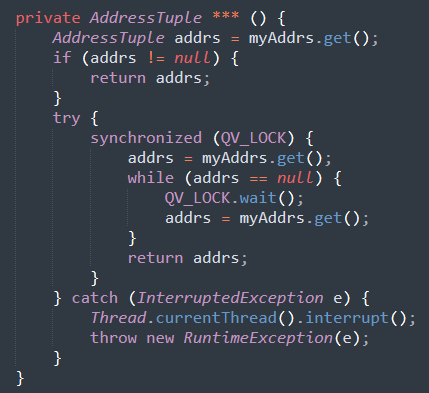 private AddressTuple *** () {
AddressTuple addrs = myAddrs.get();
if (addrs != null) {
return addrs;
}
try {
synchronized (QV_LOCK) {
addrs = myAddrs.get();
while (addrs == null) {
QV_LOCK.wait();
addrs = myAddrs.get();
}
return addrs;
}
} catch (InterruptedException e) {
Thread.currentThread().interrupt();
throw new RuntimeException(e);
}
}